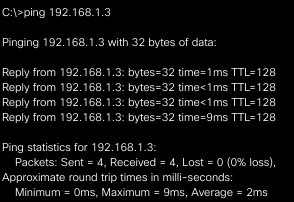 C:\>ping 192.168.1.3
Pinging 192.168.1.3 with 32 bytes of data:
Reply from 192.168.1.3: bytes=32 time=1ms TTL=128
Reply from 192.168.1.3: bytes=32 time<1ms TTL=128
Reply from 192.168.1.3: bytes=32 time<1ms TTL=128
Reply from 192.168.1.3: bytes=32 time=9ms TTL=128
Ping statistics for 192.168.1.3:
Packets: Sent = 4, Received = 4, Lost = 0 (0% loss),
Approximate round trip times in milli-seconds:
Minimum = 0ms, Maximum = 9ms, Average = 2ms